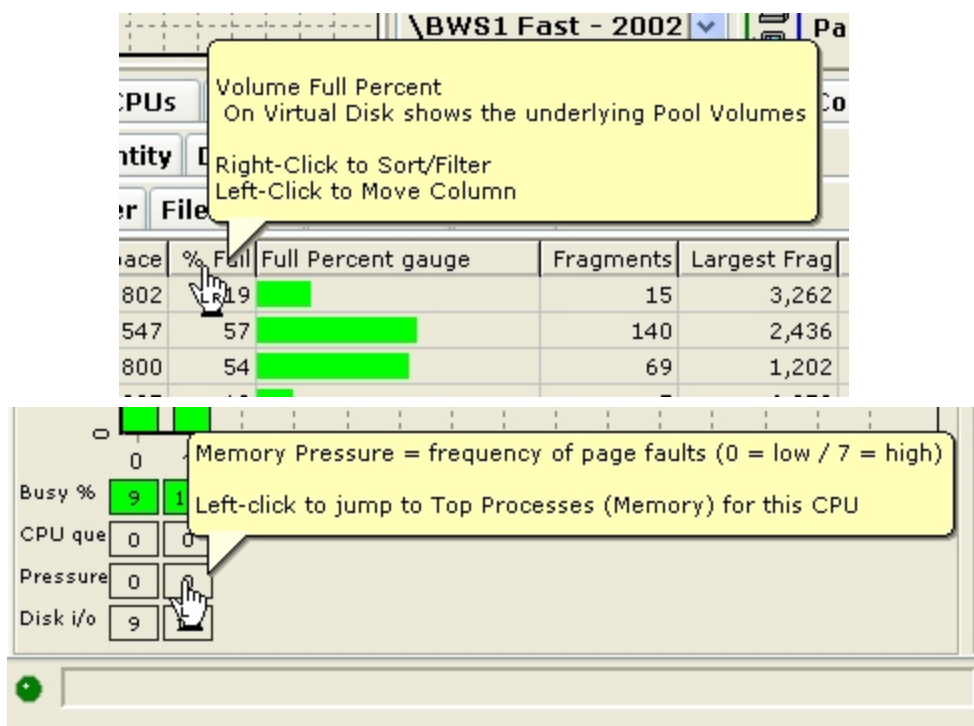 \BWS1 Fast - 2002 Pa
Volume Full Percent
On Virtual Disk shows the underlying Pool Volumes
Right-Click to Sort/Filter
Left-Click to Move Column
CPUs Co
ntity D
er File
pace % Full Full Percent gauge Fragments Largest Frag
802 19 15 3,262
547 57 140 2,436
800 54 69 1,202
0
0
Memory Pressure = frequency of page faults (0 = low / 7 = high)
Left-click to jump to Top Processes (Memory) for this CPU
Busy % 9 1
CPU que 0 0
Pressure 0 0
Disk i/o 9 1